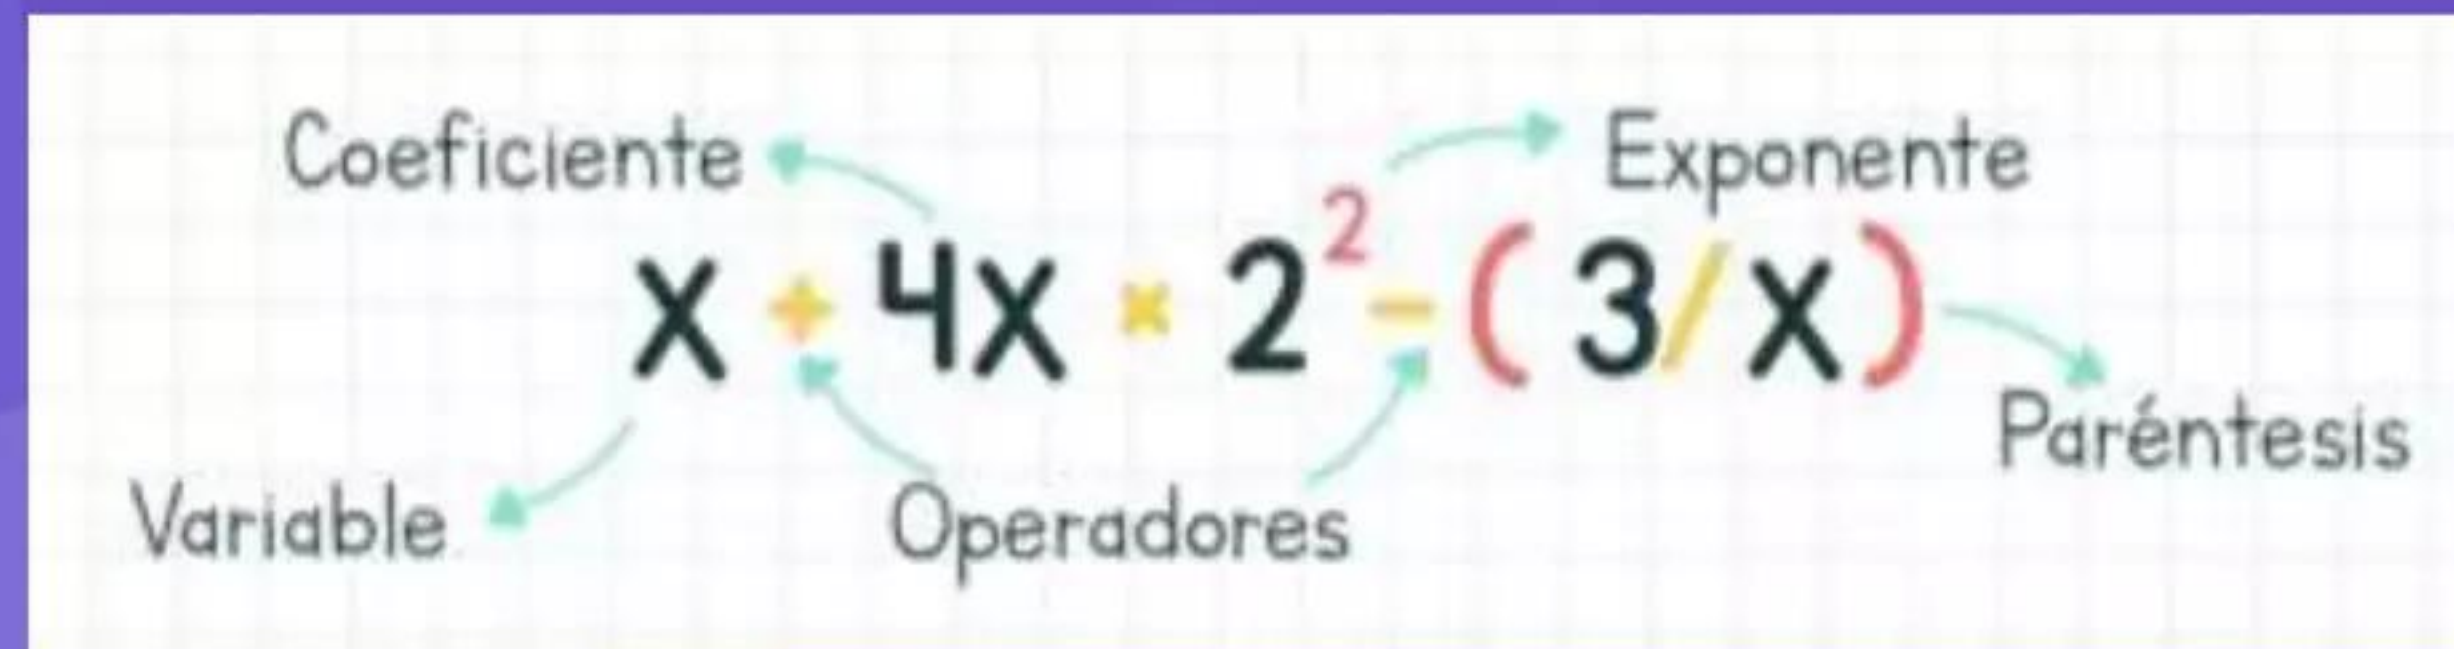 Coeficiente
Exponente
x + 4x × 2² - ( 3/x )
Paréntesis
Variable
Operadores